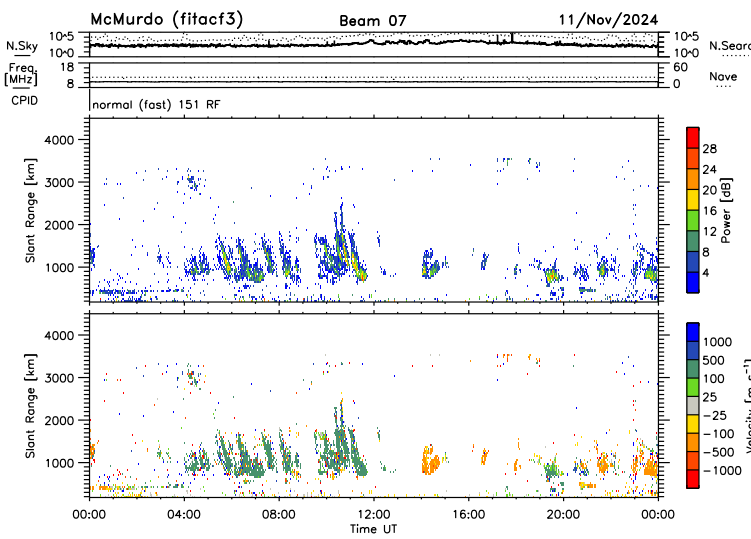 McMurdo (fitacf3) Beam 07 11/Nov/2024
N.Sky 10^5 10^0 10^5 10^0 N.Searc
Freq. [MHz] 18 8 60 0 Nave
CPID normal (fast) 151 RF
Slant Range [km] 4000 3000 2000 1000
Power [dB] 28 24 20 16 12 8 4
Slant Range [km] 4000 3000 2000 1000
Velocity [m s^-1] 1000 500 100 25 -25 -100 -500 -1000
00:00 04:00 08:00 12:00 16:00 20:00 00:00
Time UT